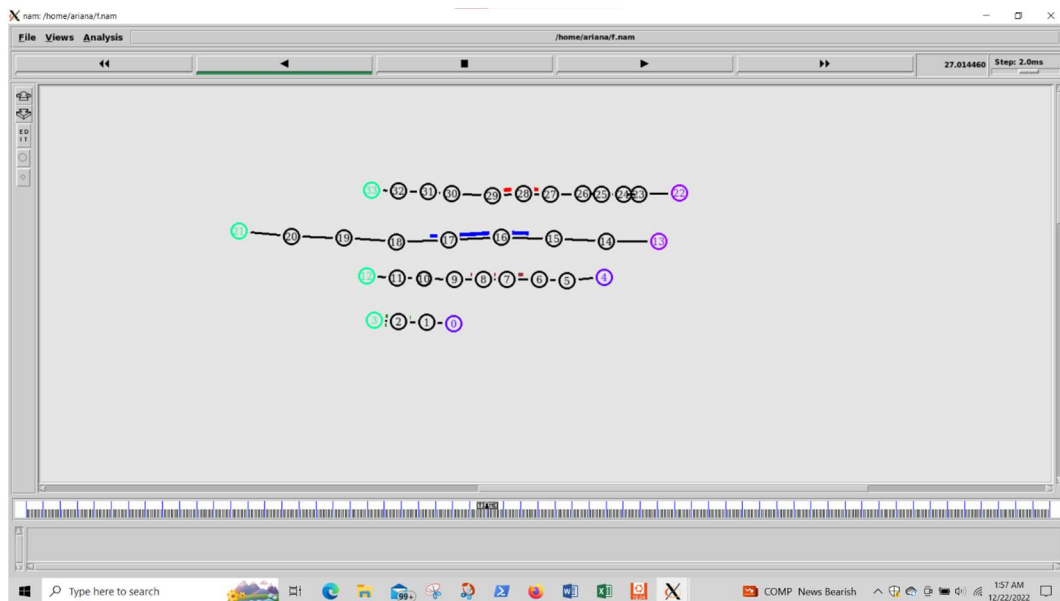 nam: /home/ariana/f.nam
File Views Analysis /home/ariana/f.nam
27.014460 Step: 2.0ms
ED
IT
33 32 31 30 29 28 27 26 25 24 23 22
21 20 19 18 17 16 15 14 13
12 11 10 9 8 7 6 5 4
3 2 1 0
TIME
Type here to search
99+
COMP News Bearish
1:57 AM
12/22/2022